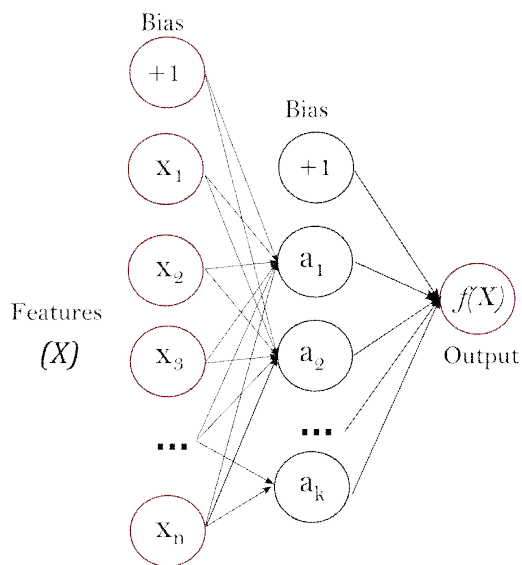 Bias
+1
Bias
x1
+1
x2
a1
Features
(X)
x3
a2
f(X)
Output
...
...
xn
ak